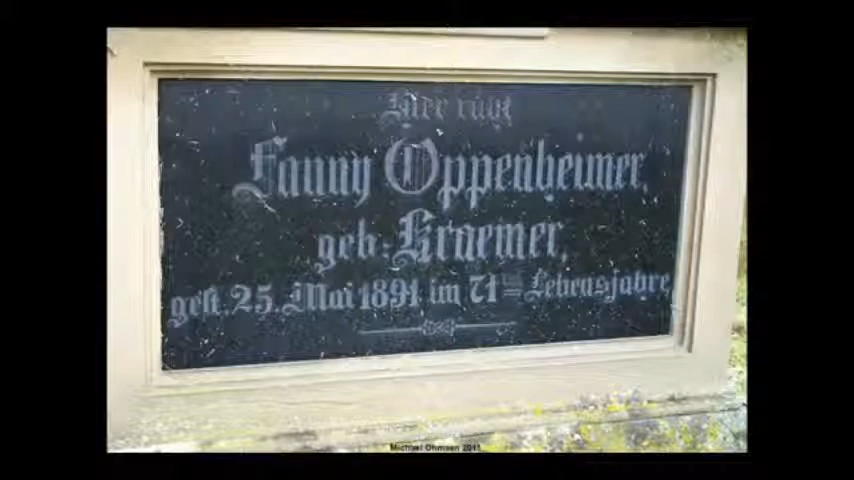 Hier ruht
Fanny Oppenheimer,
geb. Kraemer,
gest. 25. Mai 1891 im 71ten Lebensjahre.
Michael Ohmsen 2011